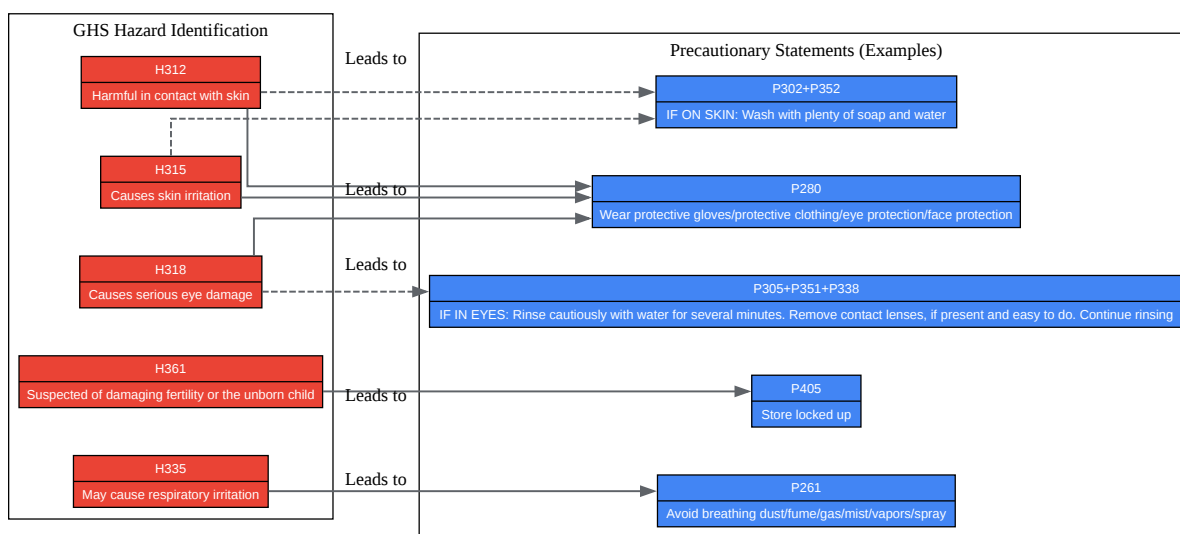 GHS Hazard Identification
H312
Harmful in contact with skin
H315
Causes skin irritation
H318
Causes serious eye damage
H361
Suspected of damaging fertility or the unborn child
H335
May cause respiratory irritation
Leads to
Leads to
Leads to
Leads to
Leads to
Precautionary Statements (Examples)
P302+P352
IF ON SKIN: Wash with plenty of soap and water
P280
Wear protective gloves/protective clothing/eye protection/face protection
P305+P351+P338
IF IN EYES: Rinse cautiously with water for several minutes. Remove contact lenses, if present and easy to do. Continue rinsing
P405
Store locked up
P261
Avoid breathing dust/fume/gas/mist/vapors/spray